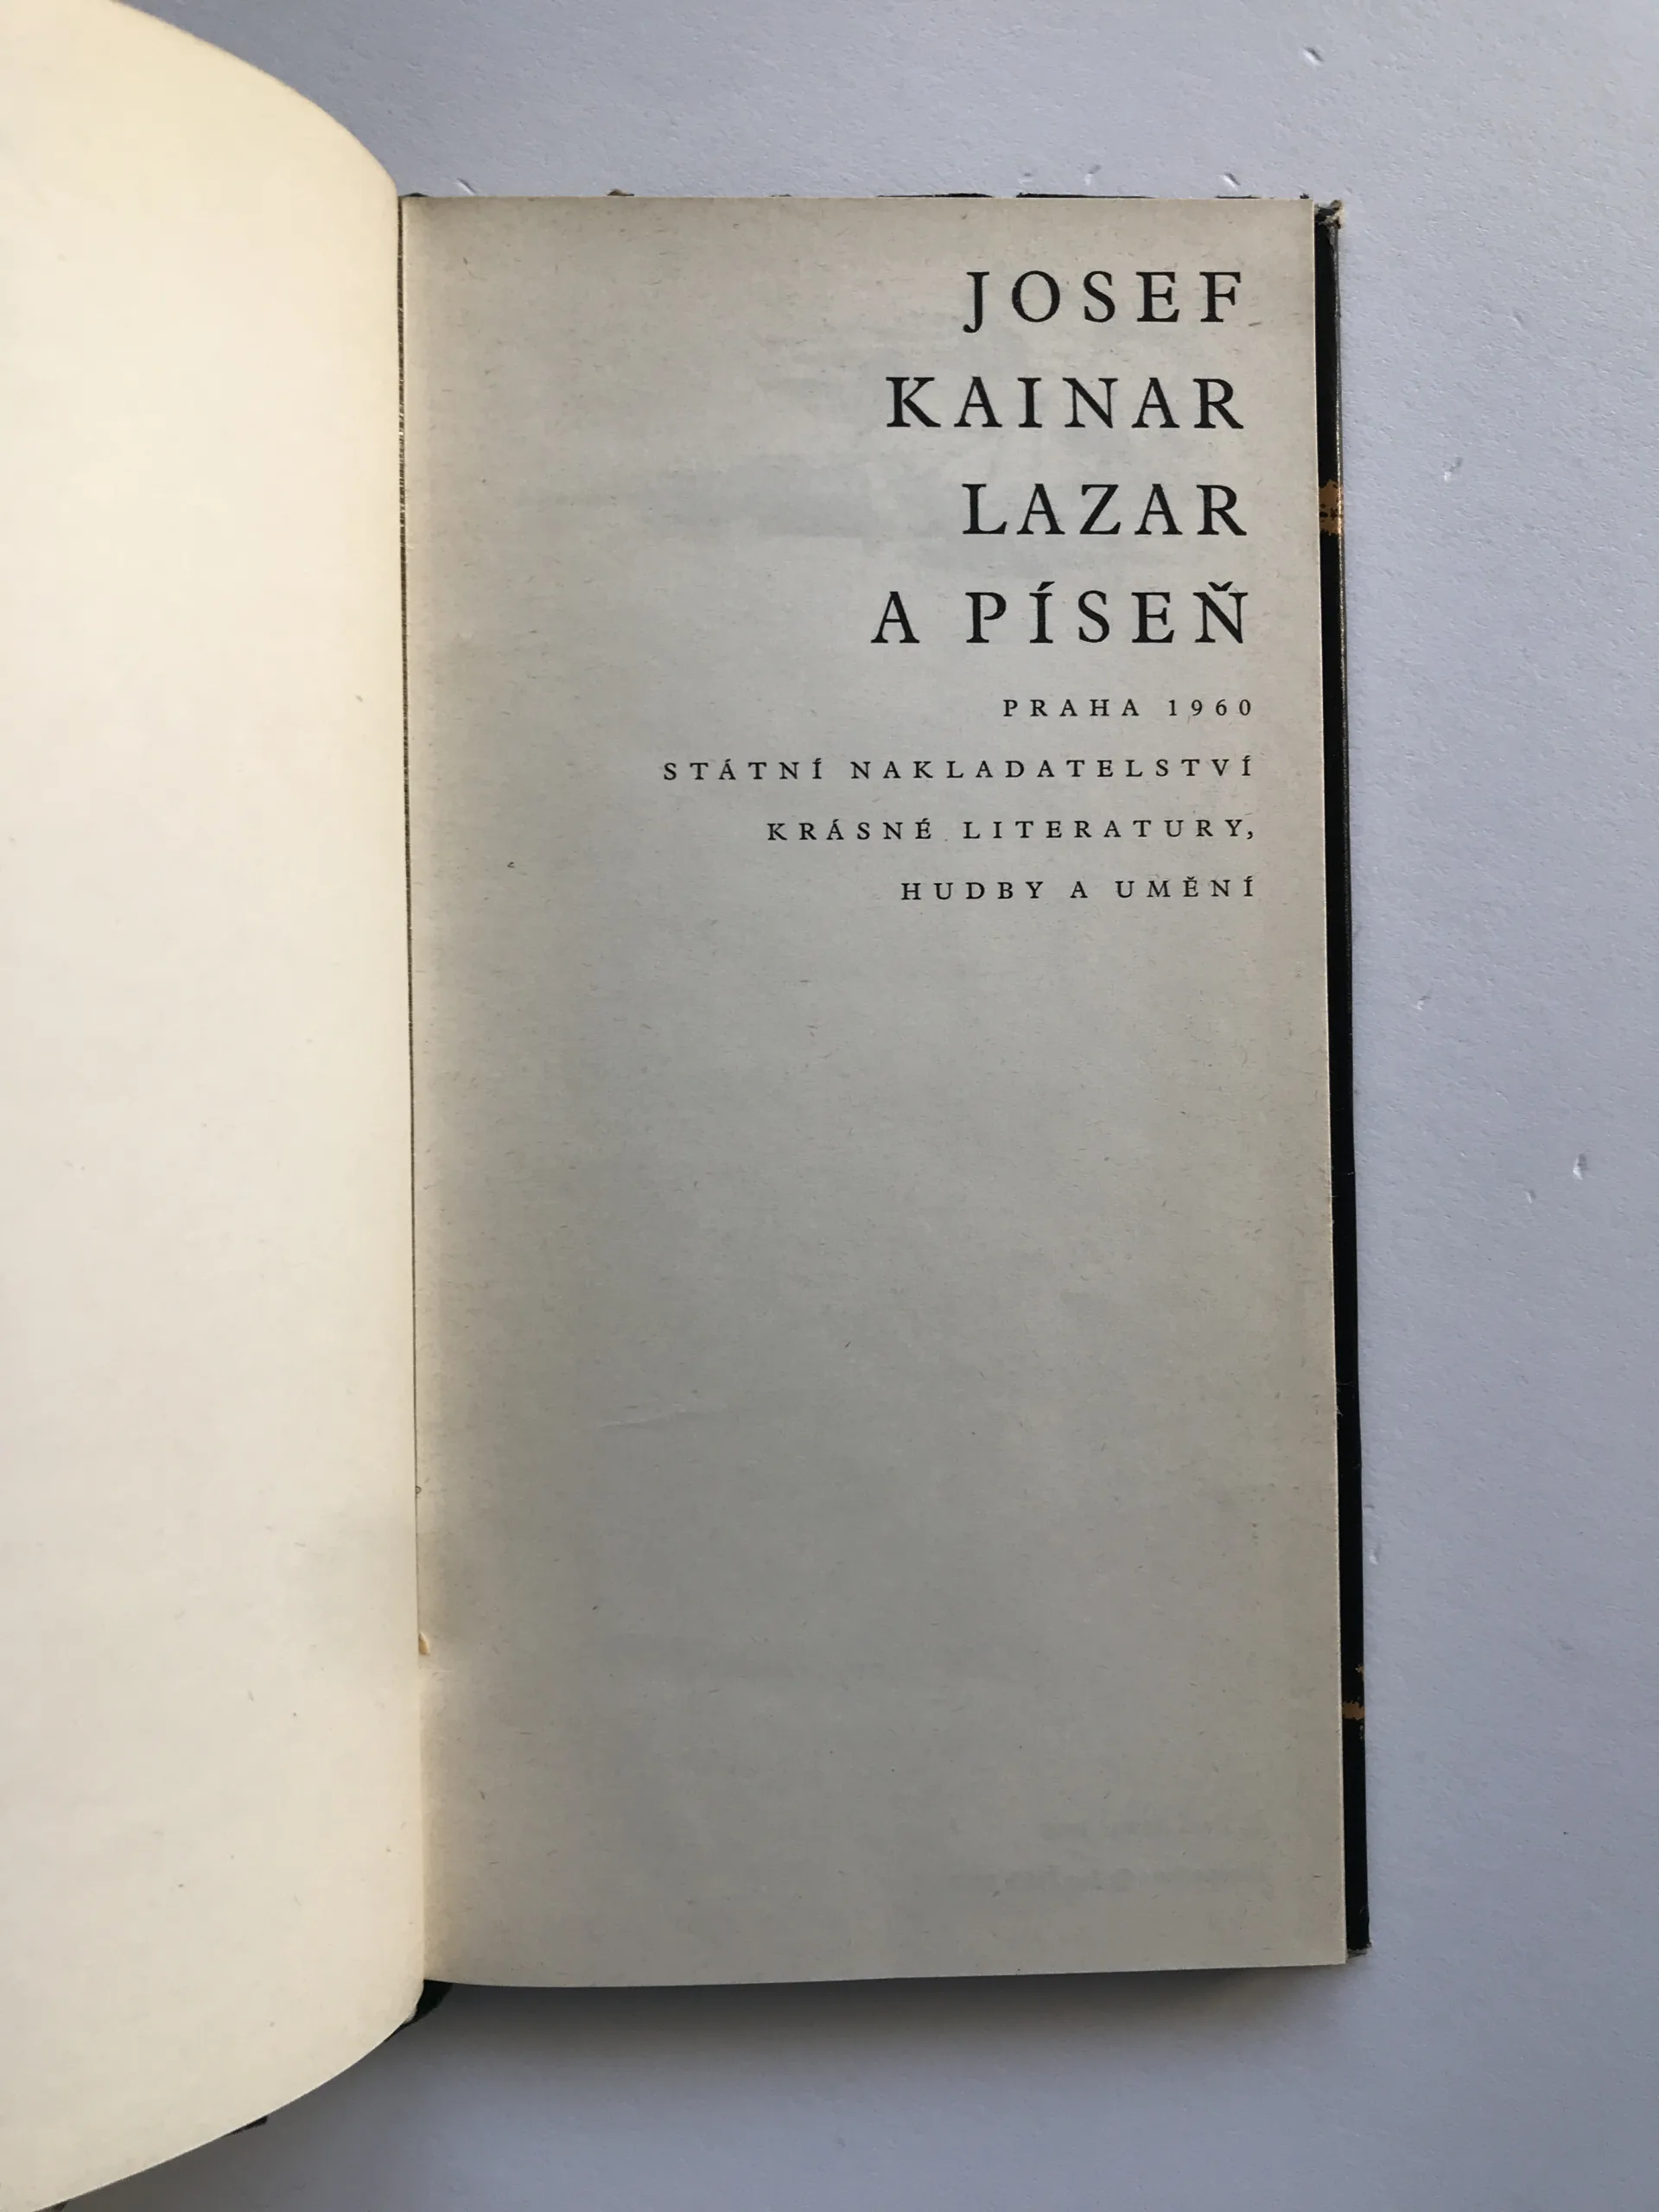 JOSEF
KAINAR
LAZAR
A PÍSEŇ
PRAHA 1960
STÁTNÍ NAKLADATELSTVÍ
KRÁSNÉ LITERATURY,
HUDBY A UMĚNÍ